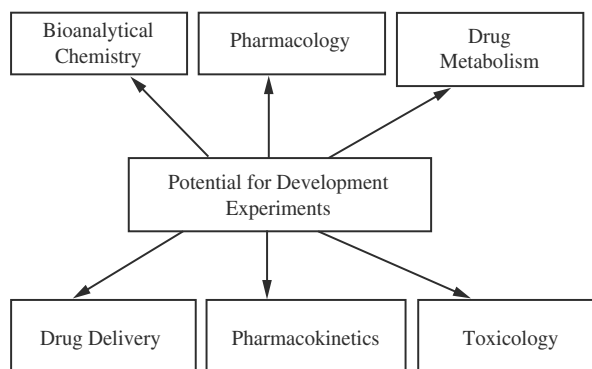 Bioanalytical
Chemistry
Pharmacology
Drug
Metabolism
Potential for Development
Experiments
Drug Delivery
Pharmacokinetics
Toxicology